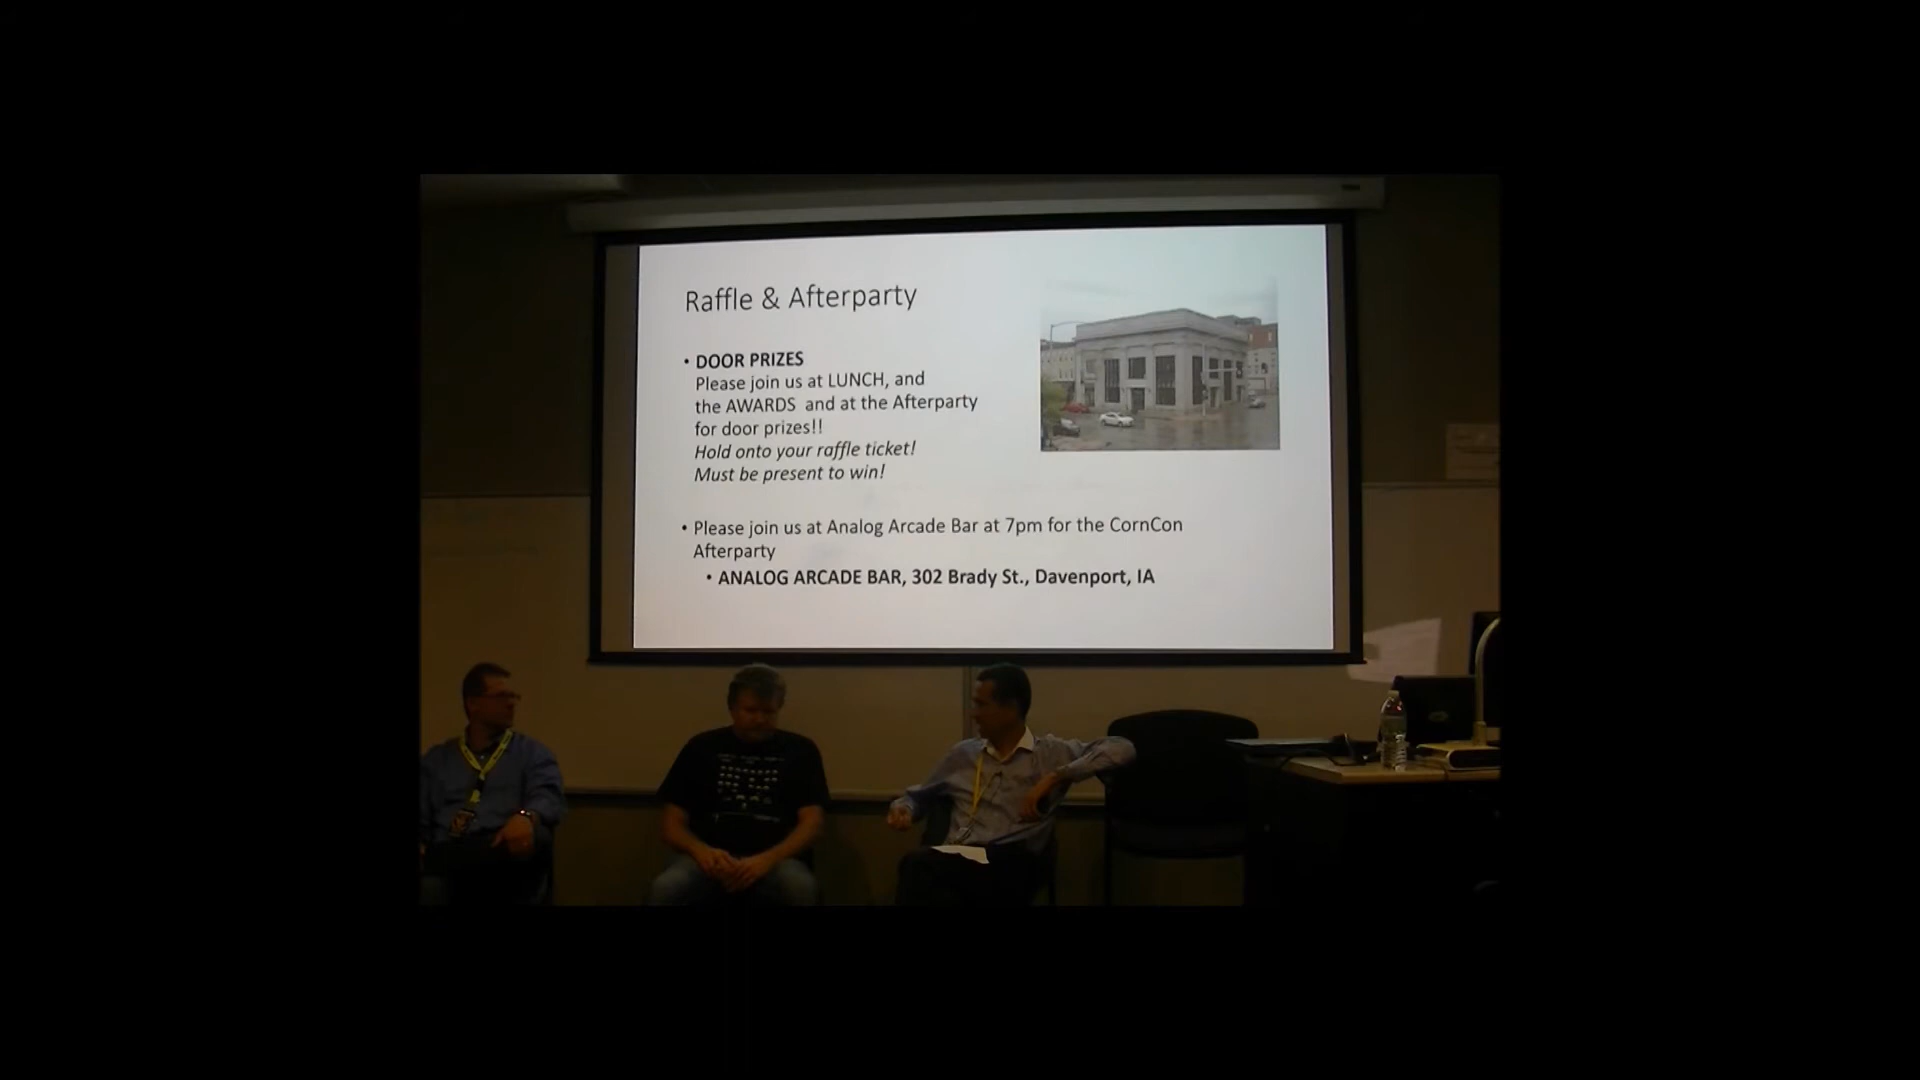 Raffle & Afterparty
• DOOR PRIZES
Please join us at LUNCH, and
the AWARDS and at the Afterparty
for door prizes!!
Hold onto your raffle ticket!
Must be present to win!
• Please join us at Analog Arcade Bar at 7pm for the CornCon
Afterparty
• ANALOG ARCADE BAR, 302 Brady St., Davenport, IA